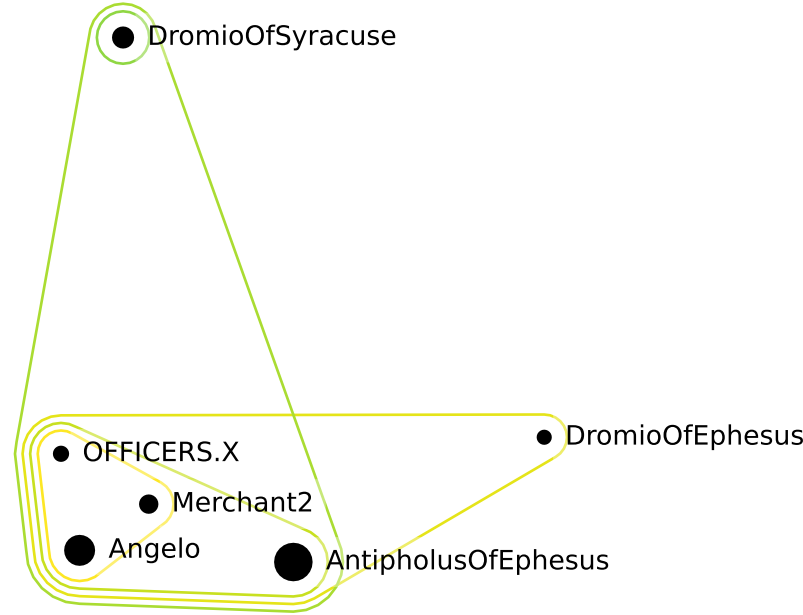 DromioOfSyracuse
DromioOfEphesus
OFFICERS.X
Merchant2
Angelo
AntipholusOfEphesus